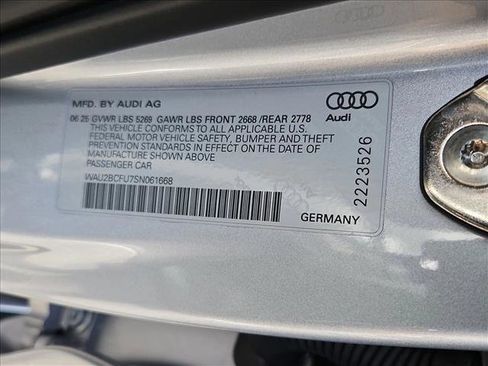 MFD. BY AUDI AG
06 25 GVWR LBS 5269 GAWR LBS FRONT 2668 /REAR 2778
THIS VEHICLE CONFORMS TO ALL APPLICABLE U.S.
FEDERAL MOTOR VEHICLE SAFETY, BUMPER AND THEFT
PREVENTION STANDARDS IN EFFECT ON THE DATE OF
MANUFACTURE SHOWN ABOVE
PASSENGER CAR
WAU2BCFU7SN061668
Audi
2223526
GERMANY